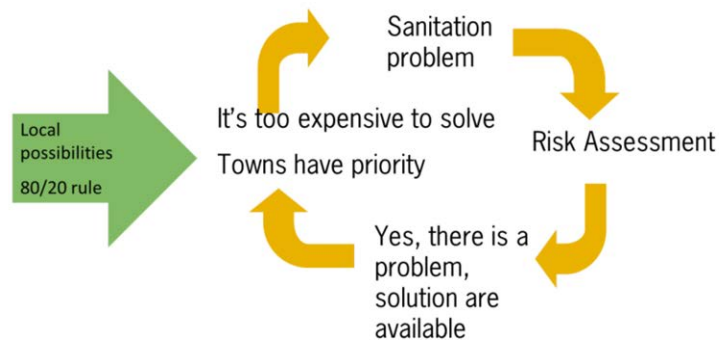 Sanitation
problem
Local
possibilities
80/20 rule
It's too expensive to solve
Towns have priority
Risk Assessment
Yes, there is a
problem,
solution are
available